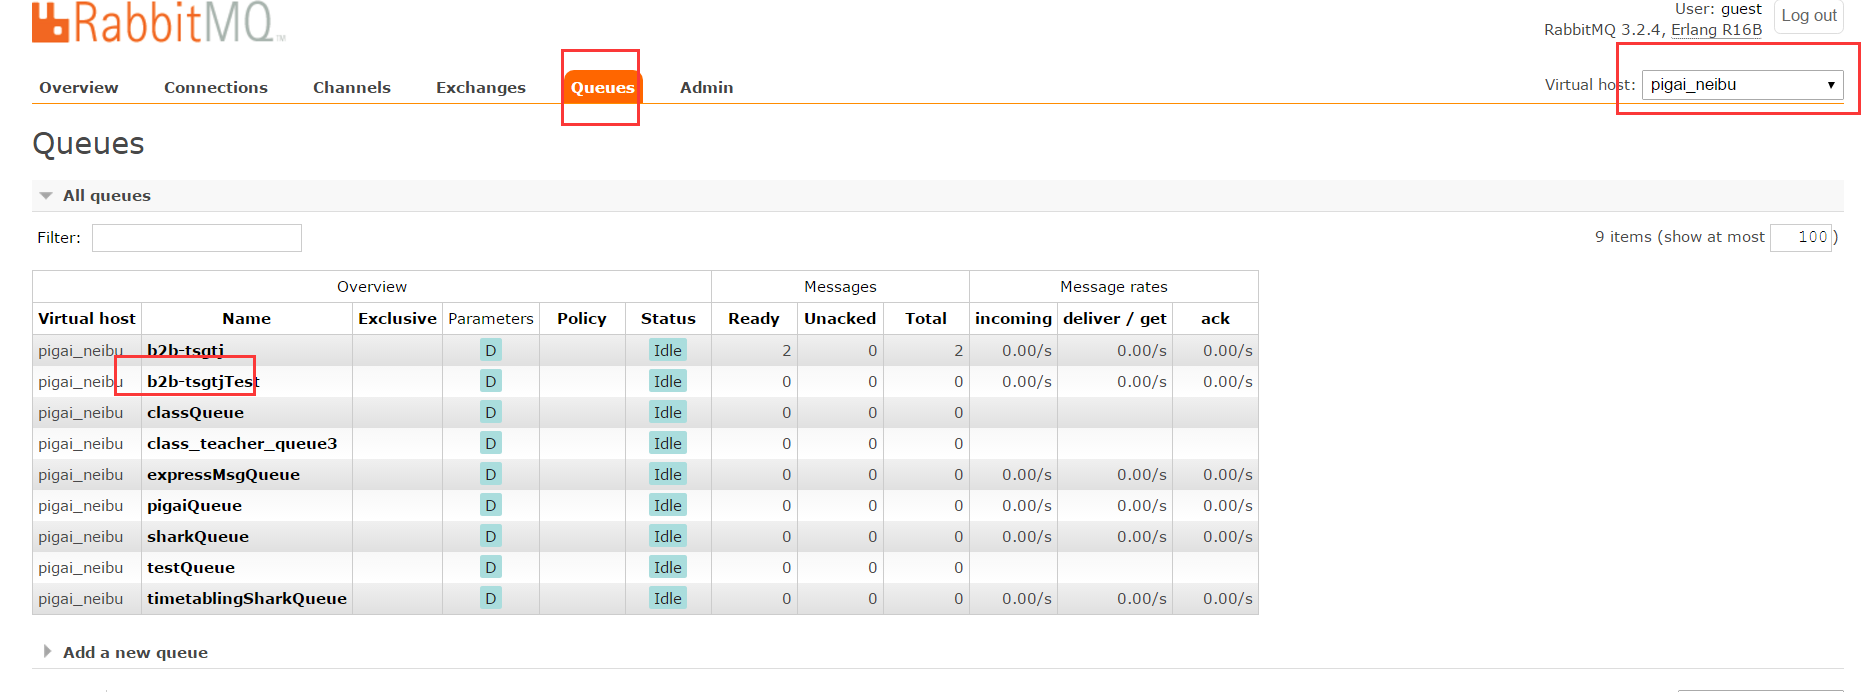 RabbitMQ™
User: guest
Log out
RabbitMQ 3.2.4, Erlang R16B
Overview Connections Channels Exchanges Queues Admin
Virtual host: pigai_neibu
Queues
All queues
Filter:
9 items (show at most 100)
Overview Messages Message rates
Virtual host Name Exclusive Parameters Policy Status Ready Unacked Total incoming deliver / get ack
pigai_neibu b2b-tsgtj D Idle 2 0 2 0.00/s 0.00/s 0.00/s
pigai_neibu b2b-tsgtjTest D Idle 0 0 0 0.00/s 0.00/s 0.00/s
pigai_neibu classQueue D Idle 0 0 0
pigai_neibu class_teacher_queue3 D Idle 0 0 0
pigai_neibu expressMsgQueue D Idle 0 0 0 0.00/s 0.00/s 0.00/s
pigai_neibu pigaiQueue D Idle 0 0 0 0.00/s 0.00/s 0.00/s
pigai_neibu sharkQueue D Idle 0 0 0 0.00/s 0.00/s 0.00/s
pigai_neibu testQueue D Idle 0 0 0
pigai_neibu timetablingSharkQueue D Idle 0 0 0 0.00/s 0.00/s 0.00/s
Add a new queue